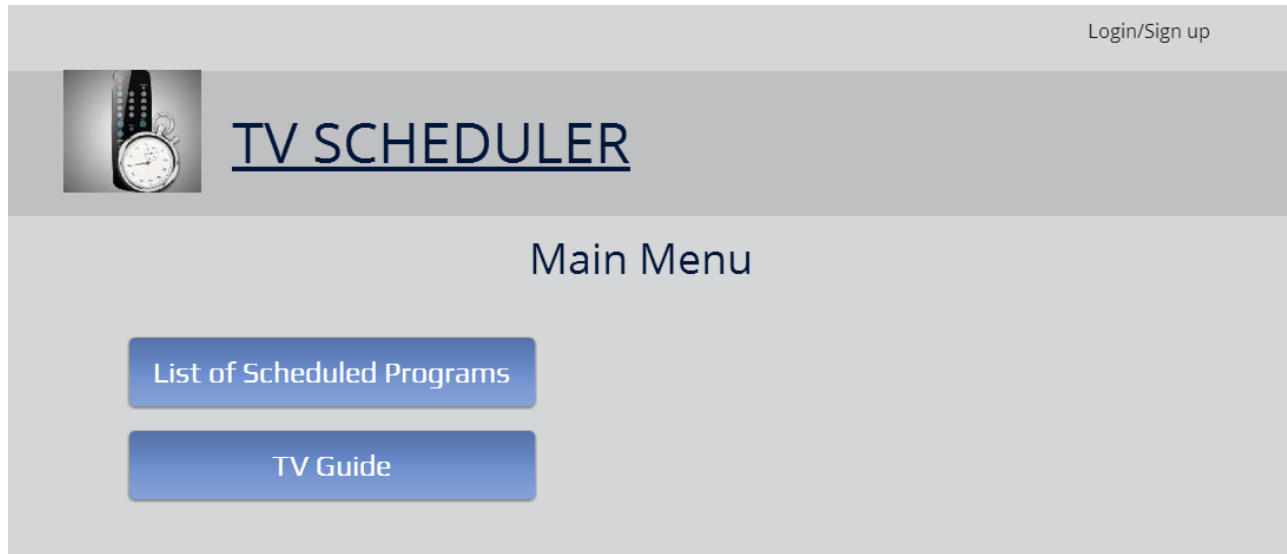 Login/Sign up
TV SCHEDULER
Main Menu
List of Scheduled Programs
TV Guide